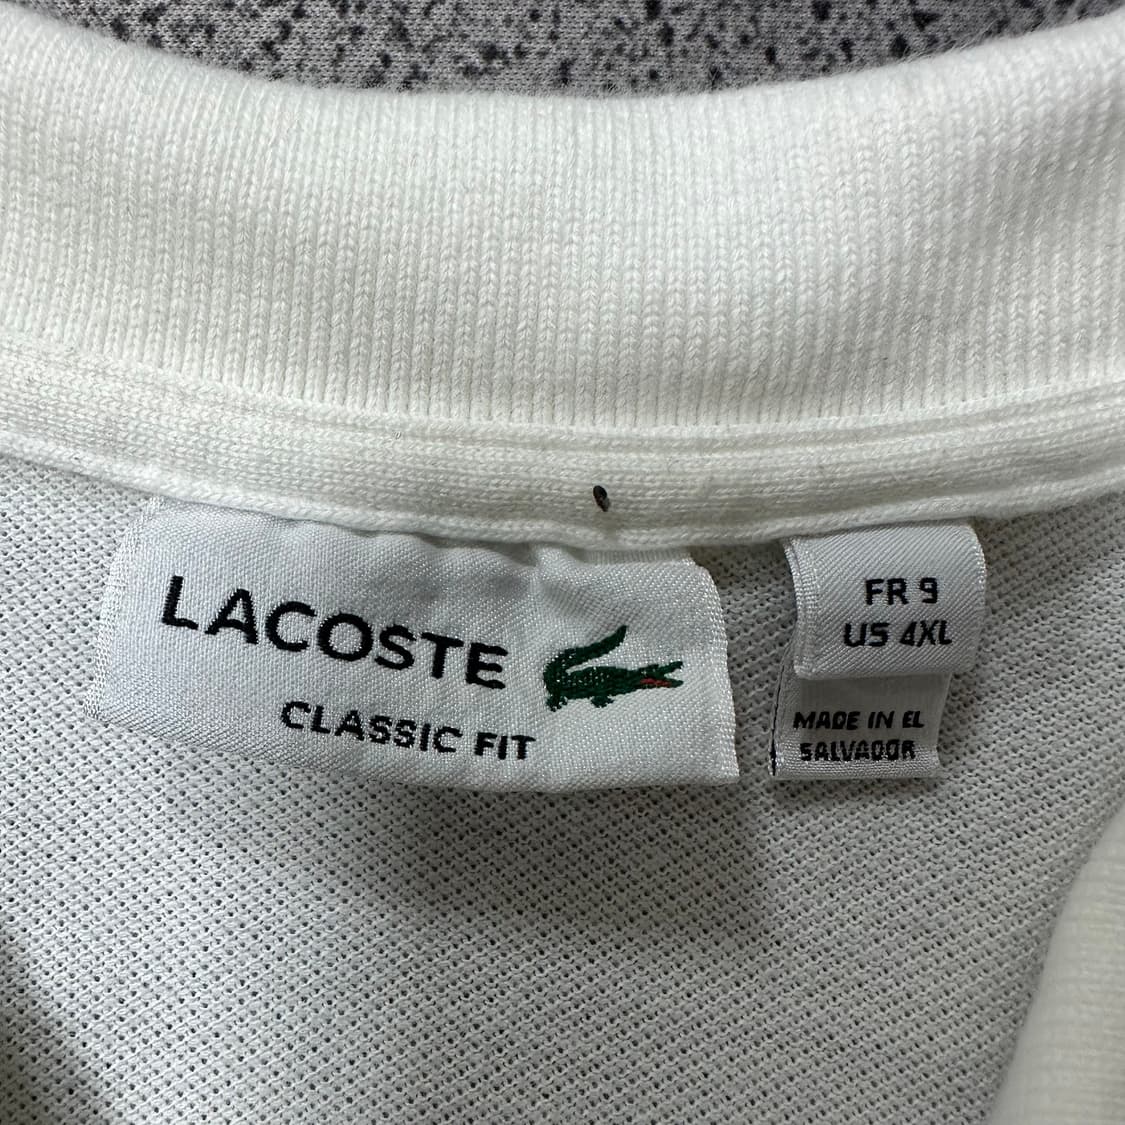 LACOSTE
CLASSIC FIT
FR 9
US 4XL
MADE IN EL
SALVADOR